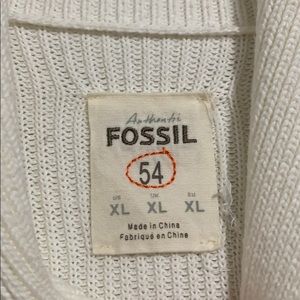 Authentic
FOSSIL
54
XL XL XL
Made in China
Fabriqué en Chine